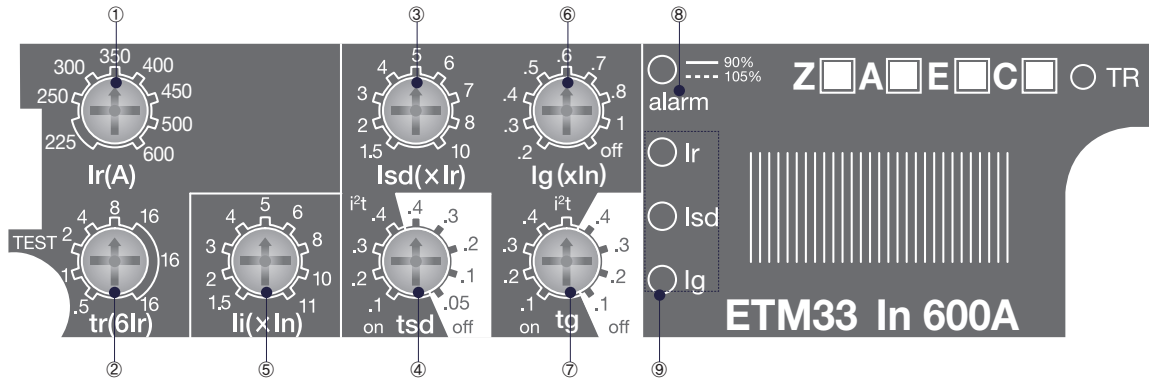 ① ③ ⑥ ⑧
225 250 300 350 400 450 500 600
Ir(A)
1.5 2 3 4 5 6 7 8 10
Isd(×Ir)
.2 .3 .4 .5 .6 .7 .8 1 off
Ig (xIn)
90%
105%
alarm
Z A E C TR
Ir
Isd
Ig
TEST
.5 1 2 4 8 16 16 16
tr(6Ir)
1.5 2 3 4 5 6 8 10 11
Ii(×In)
i²t
.1 .2 .3 .4 .4 .3 .2 .1 .05
on tsd off
i²t
.1 .2 .3 .4 .4 .3 .2 .1
on tg off
ETM33 In 600A
② ⑤ ④ ⑦ ⑨